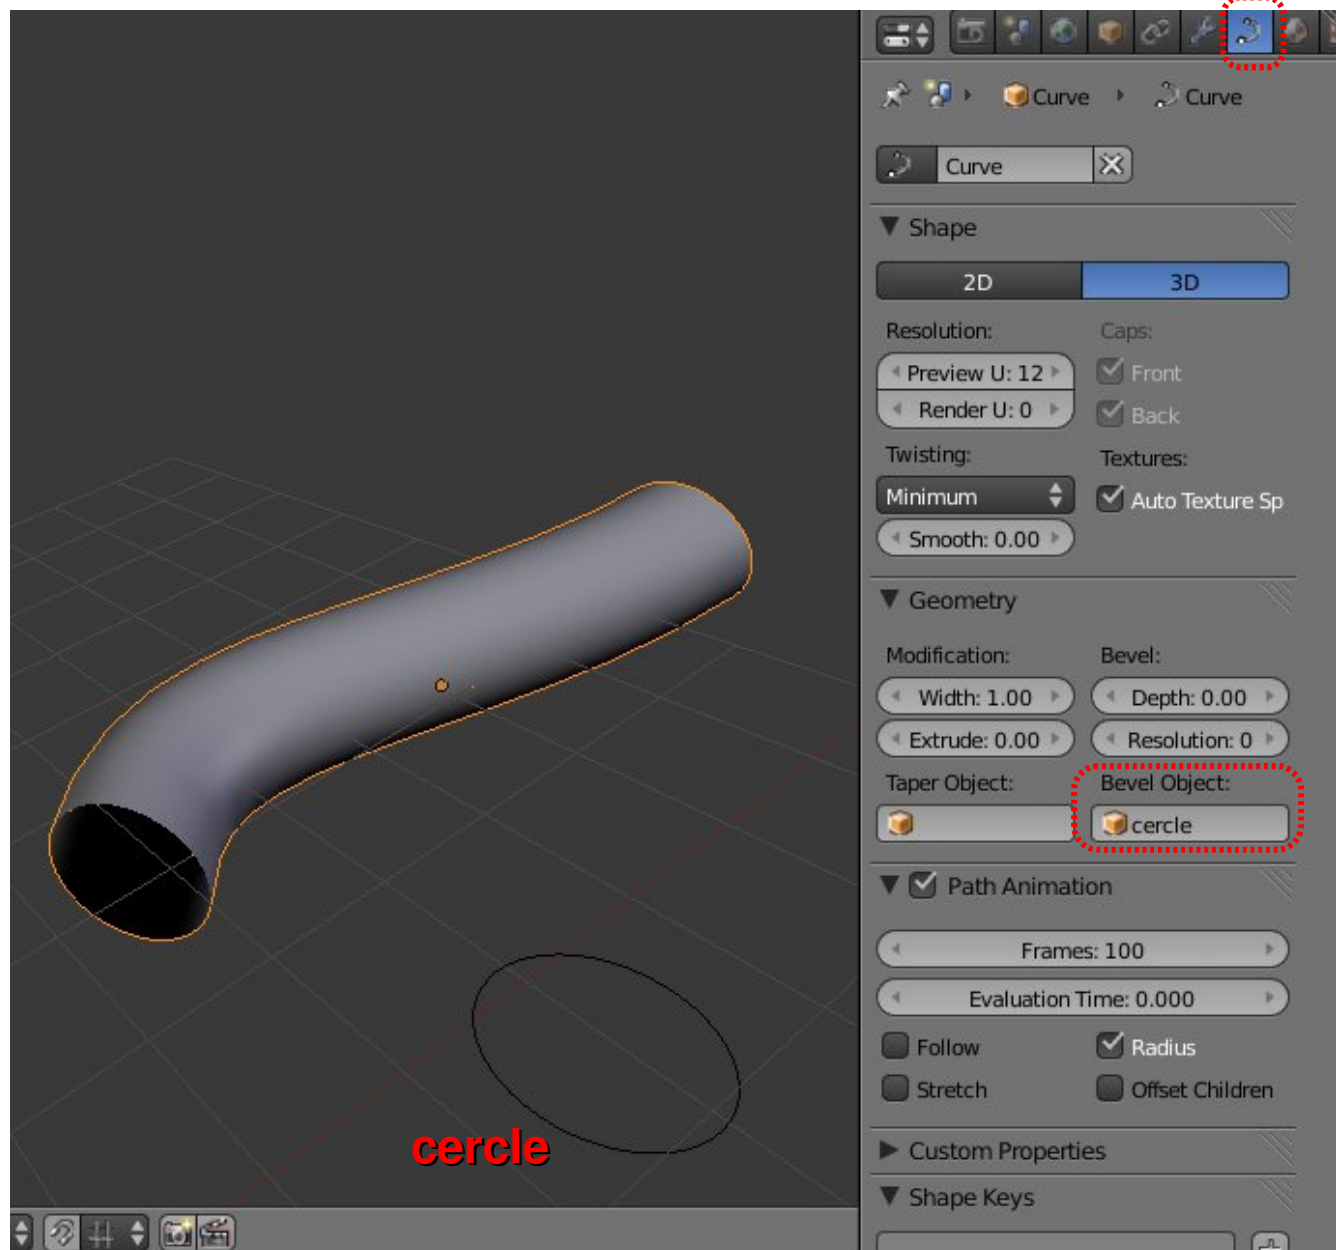 Curve Curve
Curve
Shape
2D 3D
Resolution: Caps:
Preview U: 12 Front
Render U: 0 Back
Twisting: Textures:
Minimum Auto Texture Sp
Smooth: 0.00
Geometry
Modification: Bevel:
Width: 1.00 Depth: 0.00
Extrude: 0.00 Resolution: 0
Taper Object: Bevel Object:
cercle
Path Animation
Frames: 100
Evaluation Time: 0.000
Follow Radius
Stretch Offset Children
cercle
Custom Properties
Shape Keys